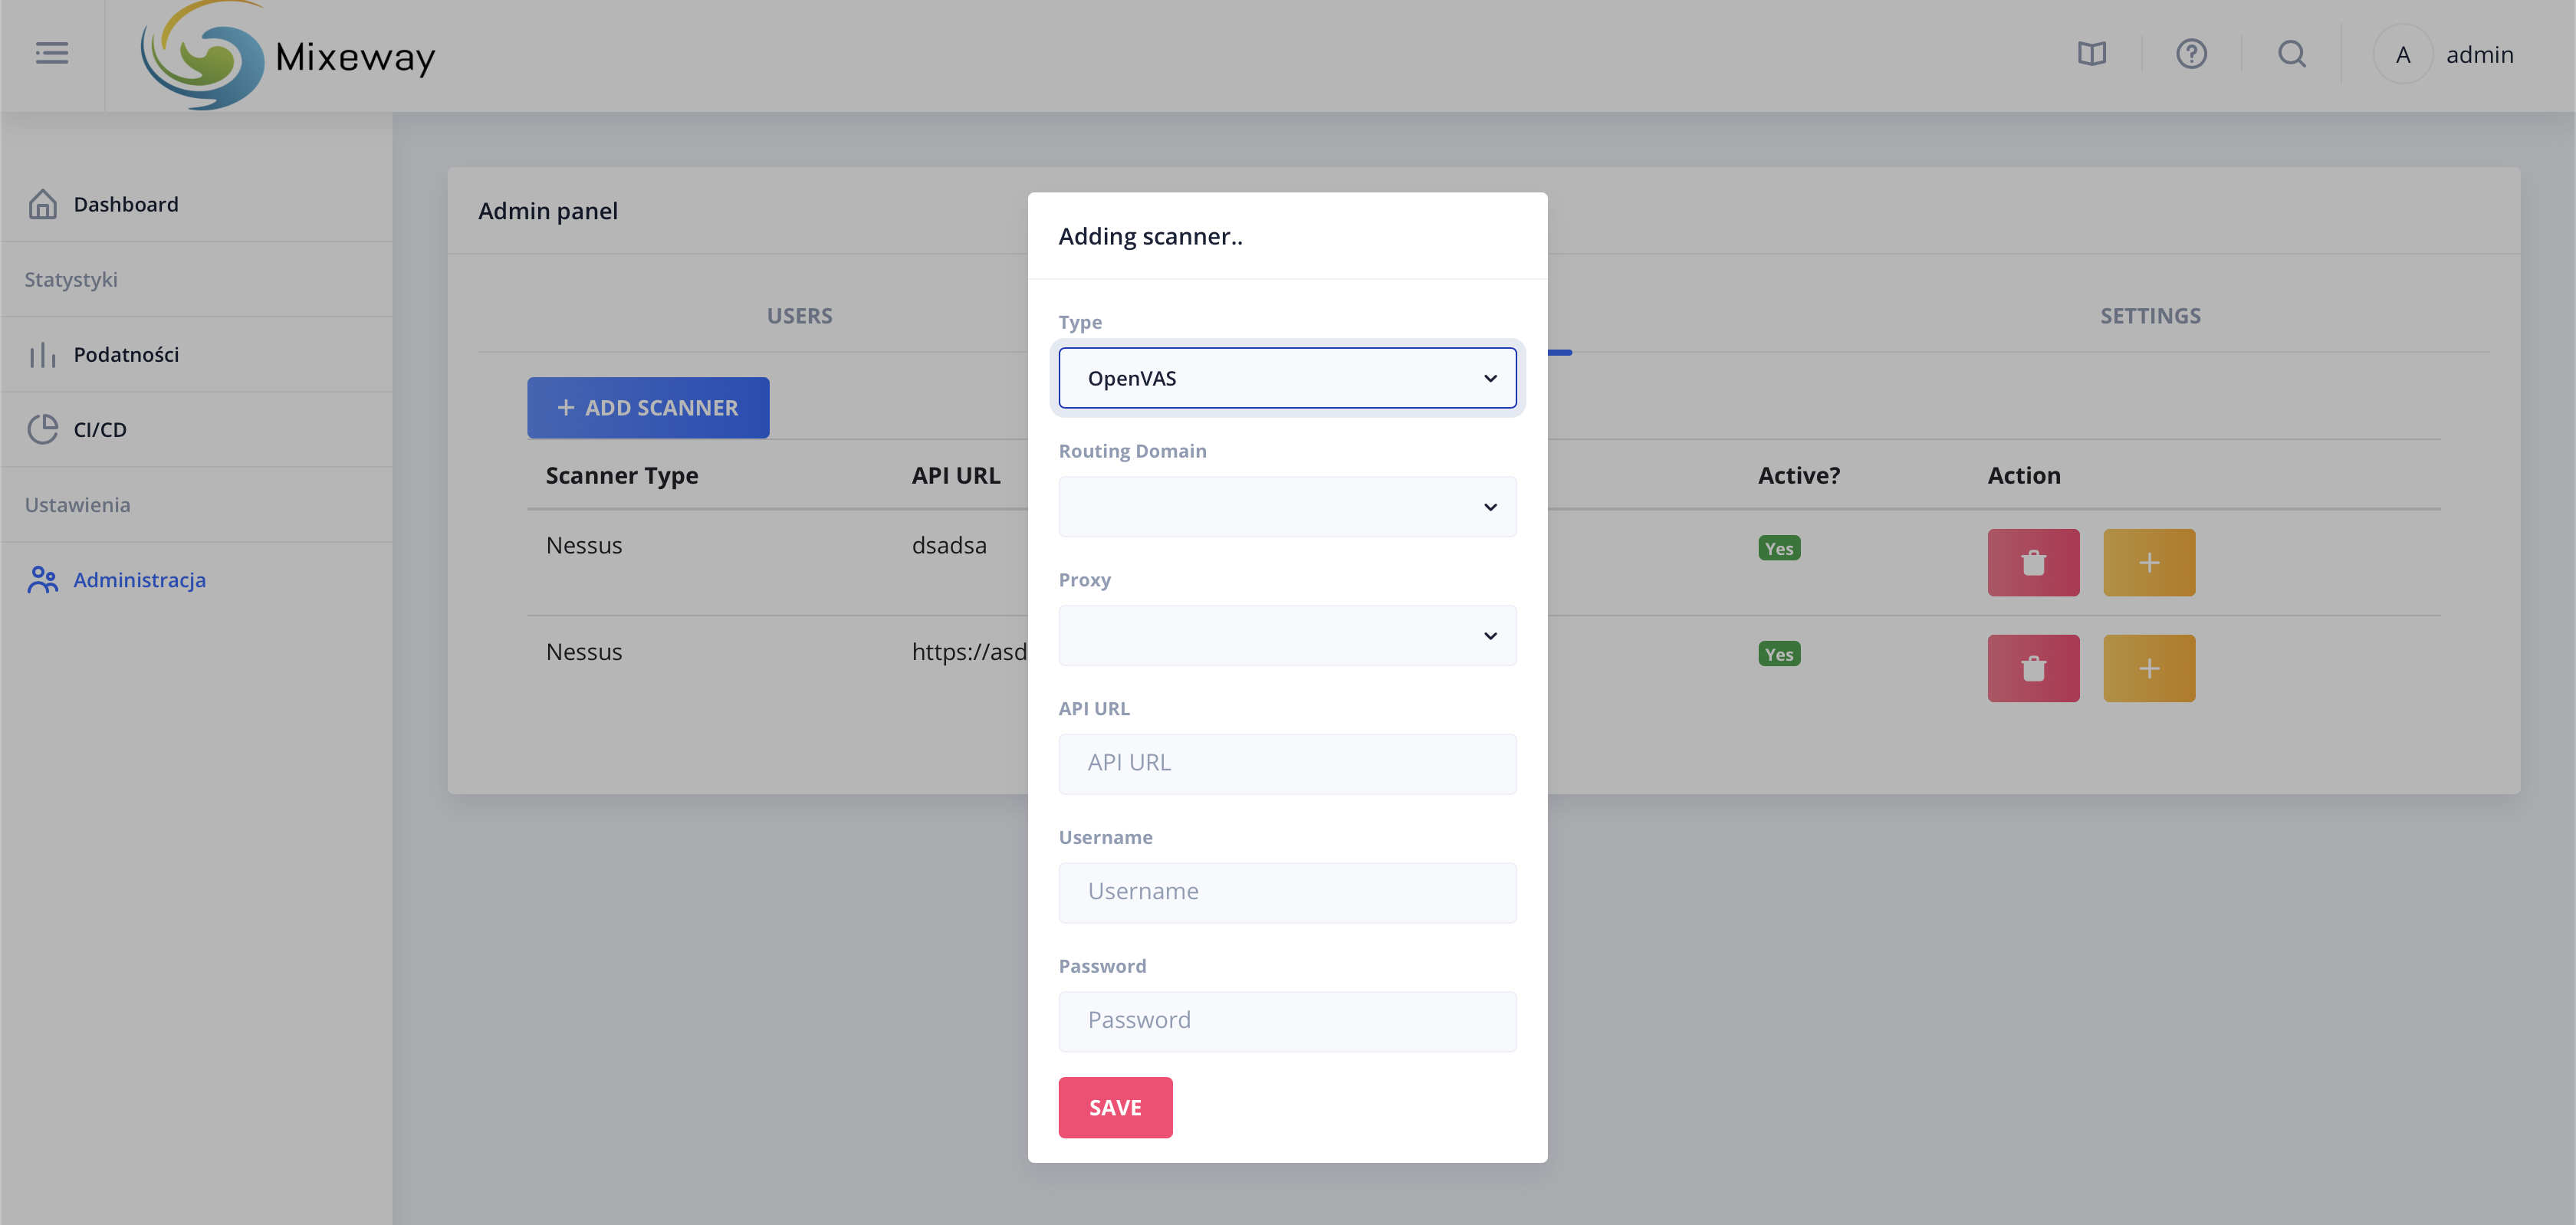 Mixeway
A admin
Dashboard
Statystyki
Podatności
CI/CD
Ustawienia
Administracja
Admin panel
USERS
SETTINGS
+ ADD SCANNER
Scanner Type API URL Active? Action
Nessus dsadsa Yes
Nessus https://asd Yes
Adding scanner..
Type
OpenVAS
Routing Domain
Proxy
API URL
API URL
Username
Username
Password
Password
SAVE